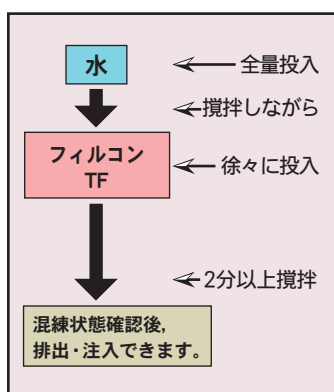 水
全量投入
撹拌しながら
フィルコン
TF
徐々に投入
2分以上撹拌
混練状態確認後,
排出・注入できます。